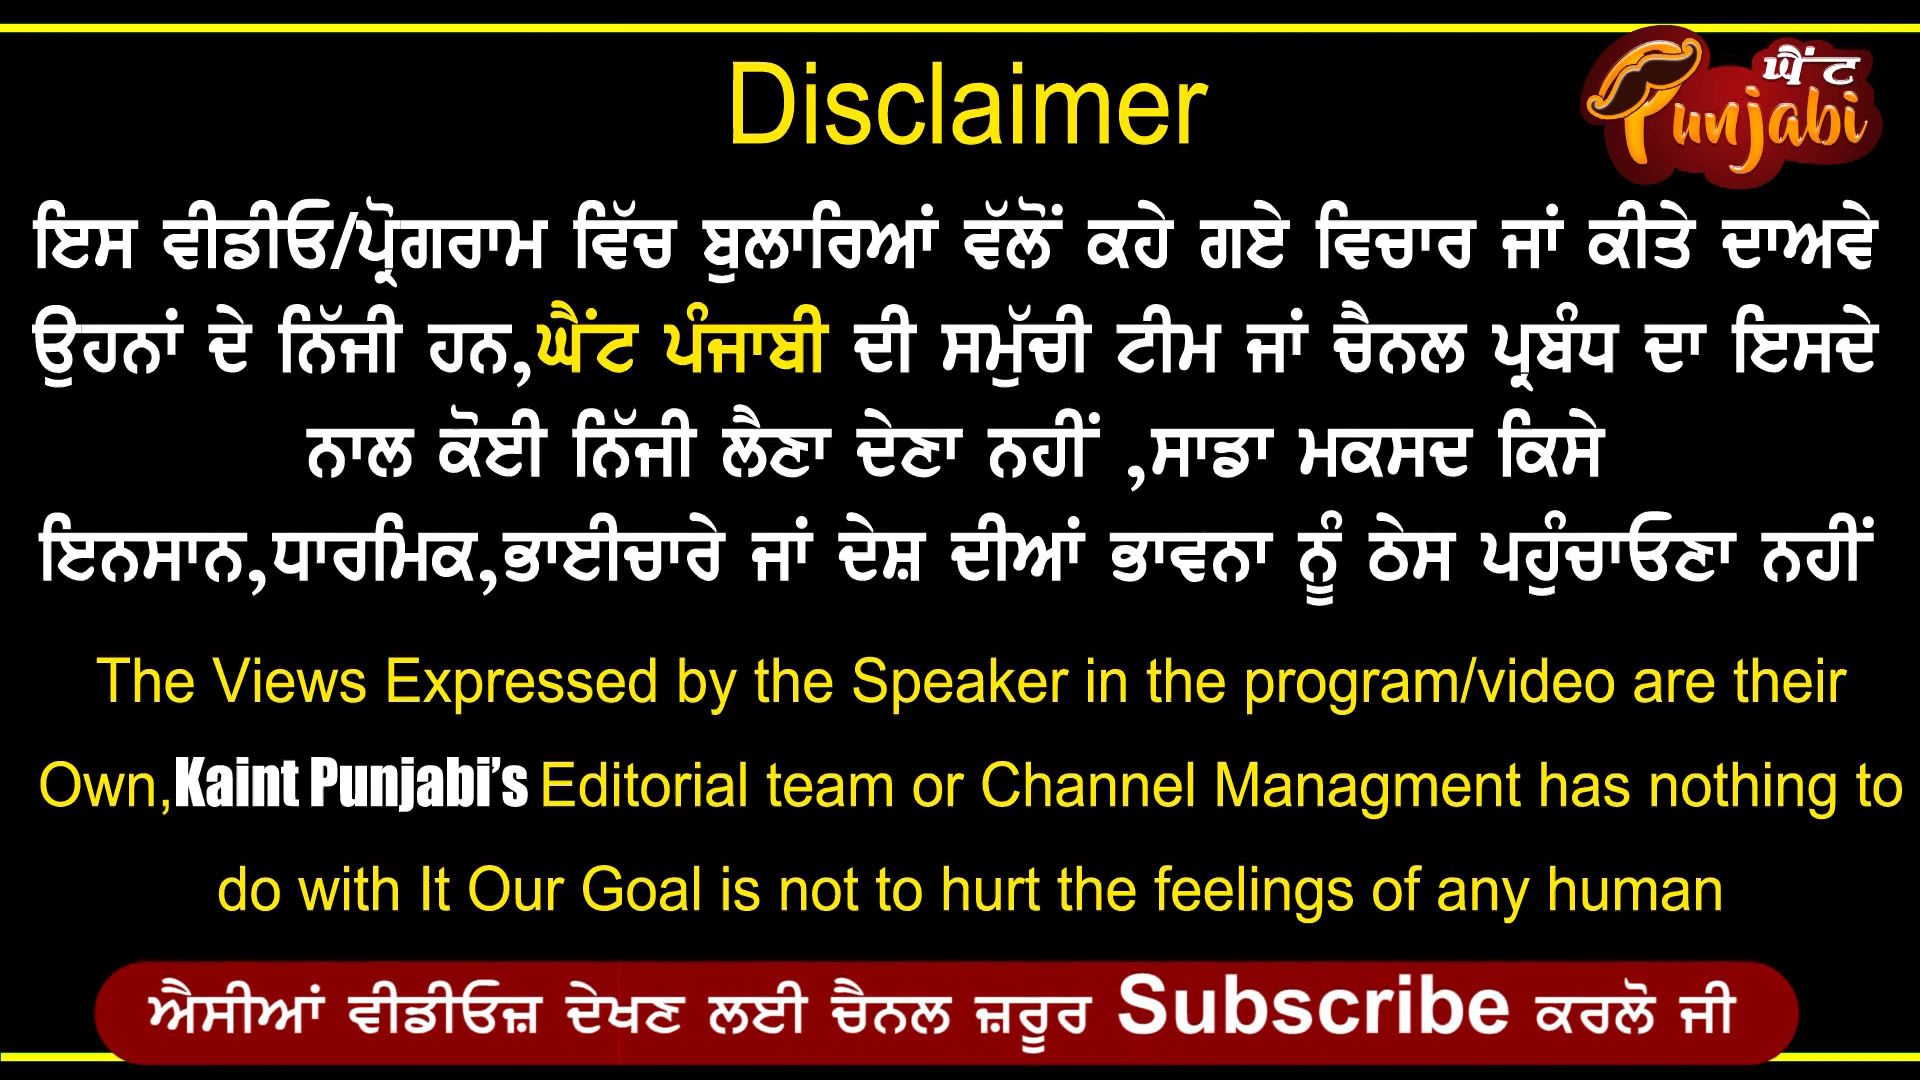 Disclaimer
ਘੈਂਟ
Punjabi
ਇਸ ਵੀਡੀਓ/ਪ੍ਰੋਗਰਾਮ ਵਿੱਚ ਬੁਲਾਰਿਆਂ ਵੱਲੋਂ ਕਹੇ ਗਏ ਵਿਚਾਰ ਜਾਂ ਕੀਤੇ ਦਾਅਵੇ
ਉਹਨਾਂ ਦੇ ਨਿੱਜੀ ਹਨ,ਘੈਂਟ ਪੰਜਾਬੀ ਦੀ ਸਮੁੱਚੀ ਟੀਮ ਜਾਂ ਚੈਨਲ ਪ੍ਰਬੰਧ ਦਾ ਇਸਦੇ
ਨਾਲ ਕੋਈ ਨਿੱਜੀ ਲੈਣਾ ਦੇਣਾ ਨਹੀਂ ,ਸਾਡਾ ਮਕਸਦ ਕਿਸੇ
ਇਨਸਾਨ,ਧਾਰਮਿਕ,ਭਾਈਚਾਰੇ ਜਾਂ ਦੇਸ਼ ਦੀਆਂ ਭਾਵਨਾ ਨੂੰ ਠੇਸ ਪਹੁੰਚਾਓਣਾ ਨਹੀਂ
The Views Expressed by the Speaker in the program/video are their
Own,Kaint Punjabi’s Editorial team or Channel Managment has nothing to
do with It Our Goal is not to hurt the feelings of any human
ਐਸੀਆਂ ਵੀਡੀਓਜ਼ ਦੇਖਣ ਲਈ ਚੈਨਲ ਜ਼ਰੂਰ Subscribe ਕਰਲੋ ਜੀ